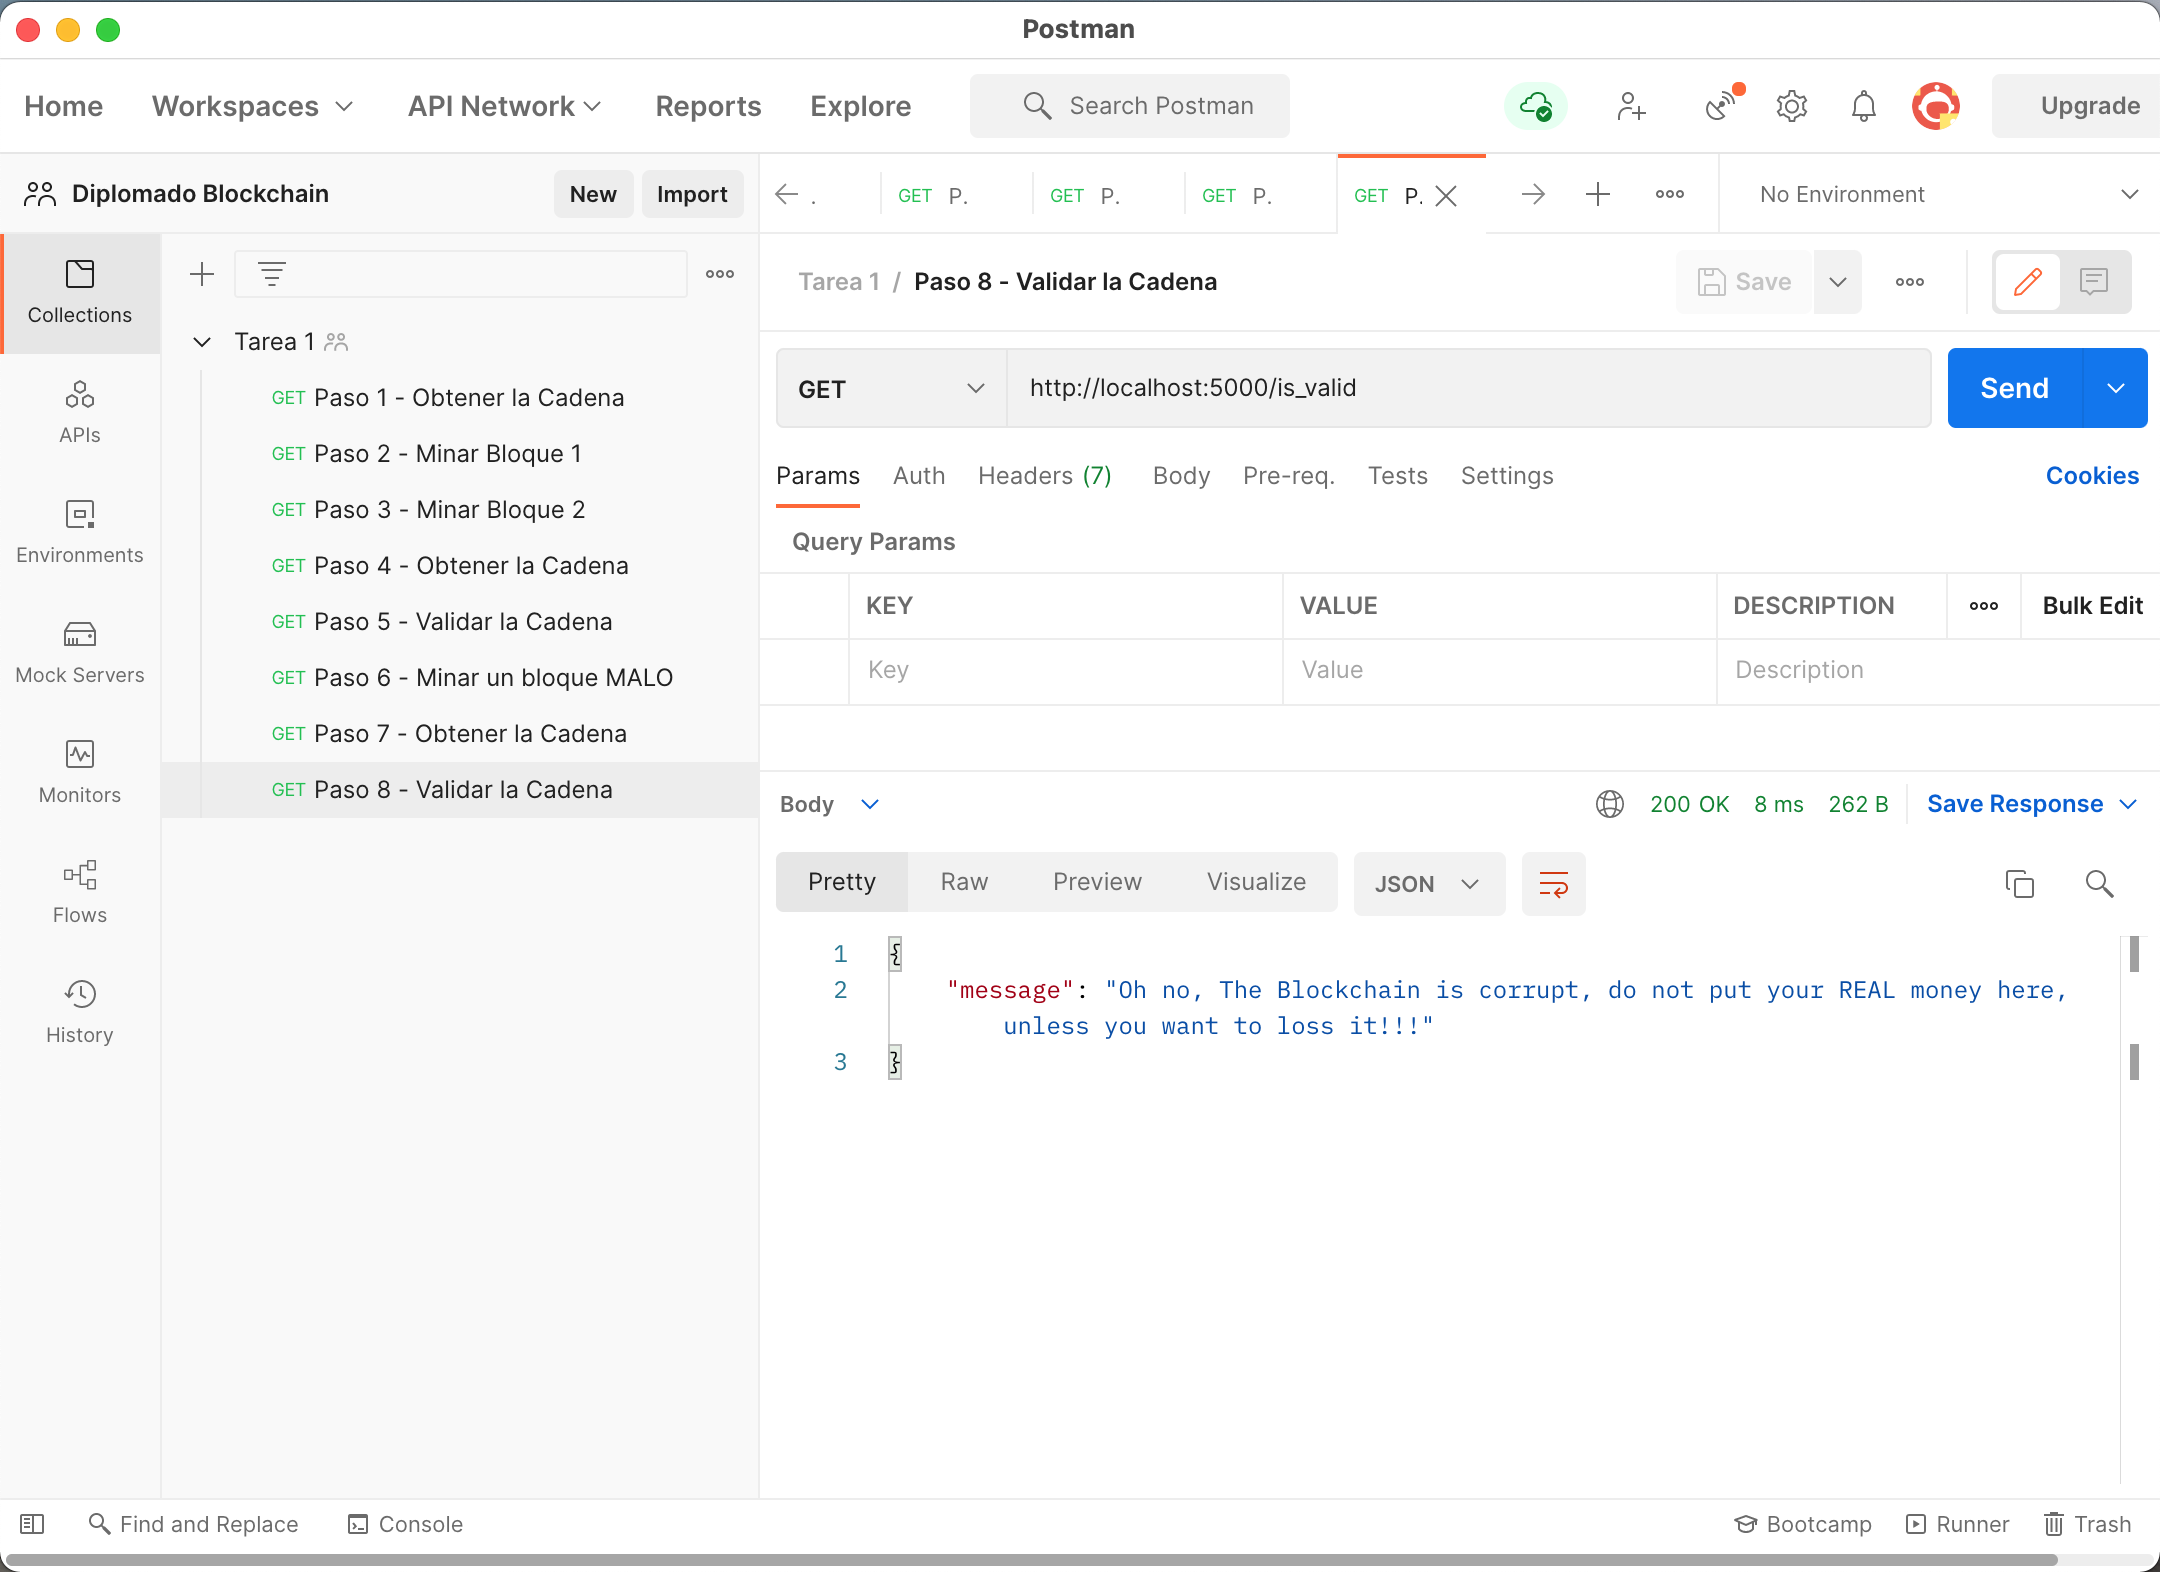 Postman
Home Workspaces API Network Reports Explore Search Postman Upgrade
Diplomado Blockchain New Import
. GET P. GET P. GET P. GET P. No Environment
Collections
APIs
Environments
Mock Servers
Monitors
Flows
History
Tarea 1
GET Paso 1 - Obtener la Cadena
GET Paso 2 - Minar Bloque 1
GET Paso 3 - Minar Bloque 2
GET Paso 4 - Obtener la Cadena
GET Paso 5 - Validar la Cadena
GET Paso 6 - Minar un bloque MALO
GET Paso 7 - Obtener la Cadena
GET Paso 8 - Validar la Cadena
Tarea 1 / Paso 8 - Validar la Cadena Save
GET http://localhost:5000/is_valid Send
Params Auth Headers (7) Body Pre-req. Tests Settings Cookies
Query Params
KEY VALUE DESCRIPTION Bulk Edit
Key Value Description
Body 200 OK 8 ms 262 B Save Response
Pretty Raw Preview Visualize JSON
1 {
2 "message": "Oh no, The Blockchain is corrupt, do not put your REAL money here,
unless you want to loss it!!!"
3 }
Find and Replace Console Bootcamp Runner Trash